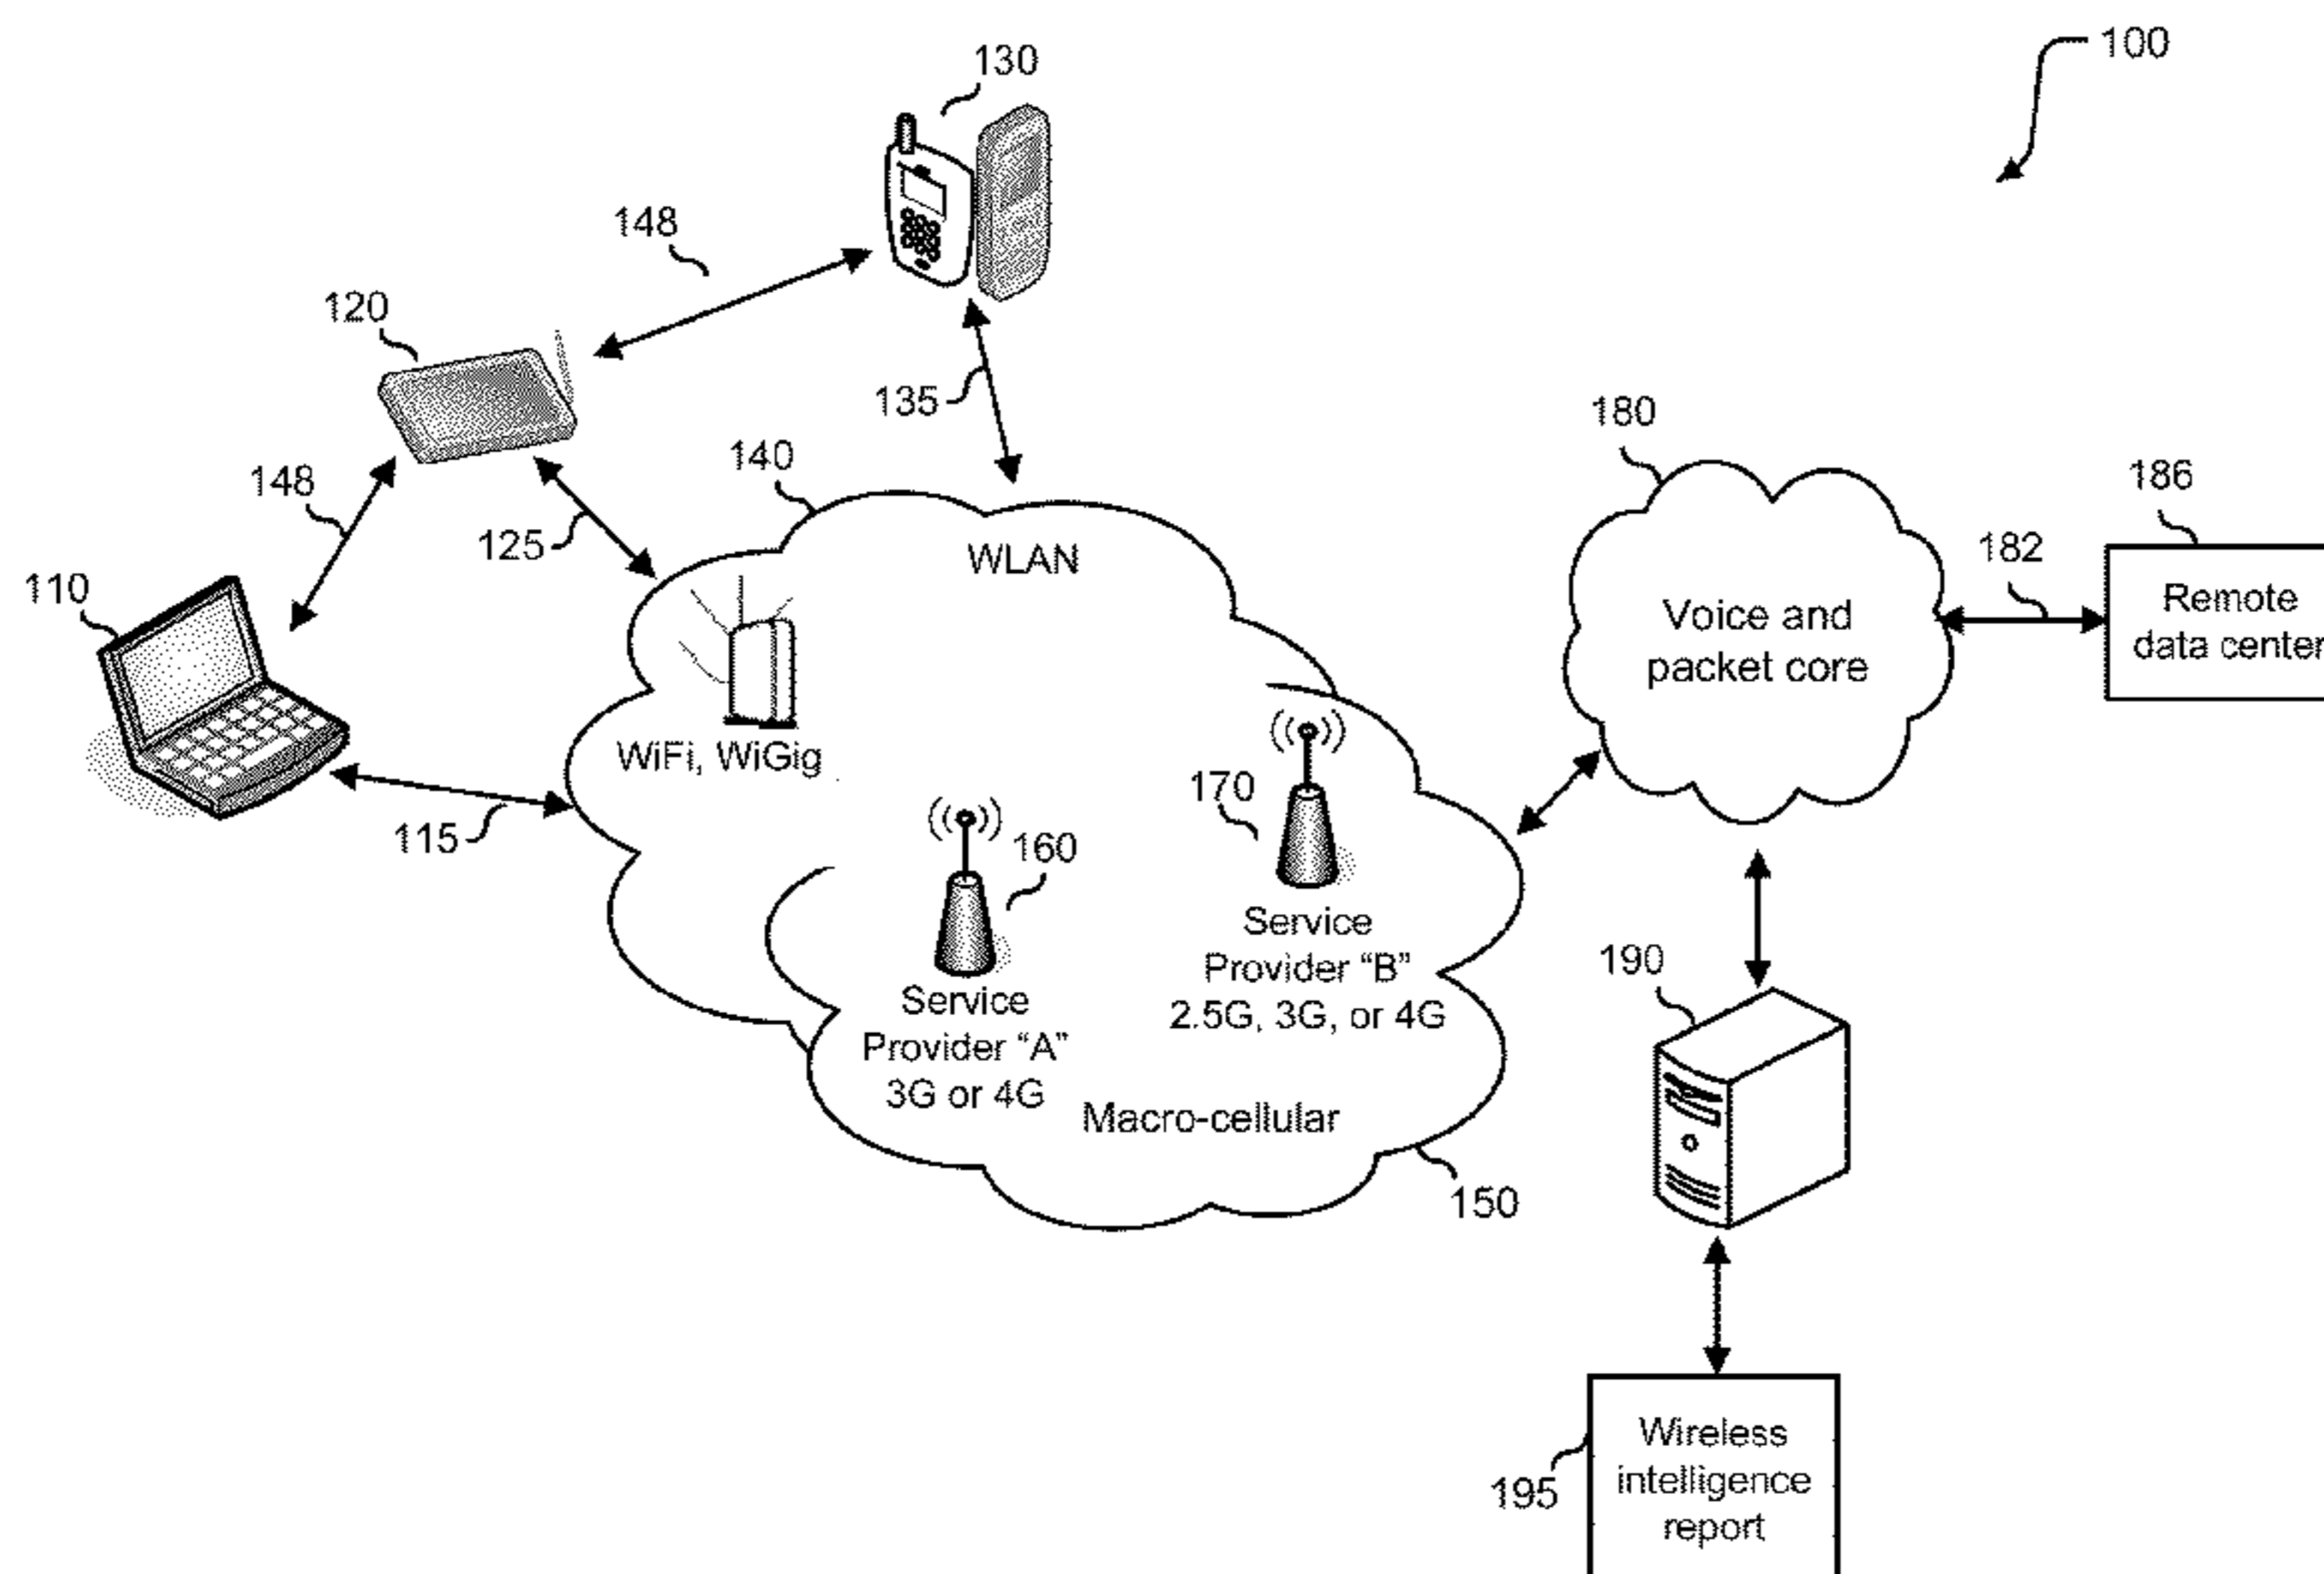 100
130
148
120
135
180
140
186
148
182
125
WLAN
110
Voice and
packet core
Remote
data center
WiFi, WiGig
170
115
160
Service
Provider "B"
2.5G, 3G, or 4G
190
Service
Provider "A"
3G or 4G
Macro-cellular
150
Wireless
intelligence
report
195